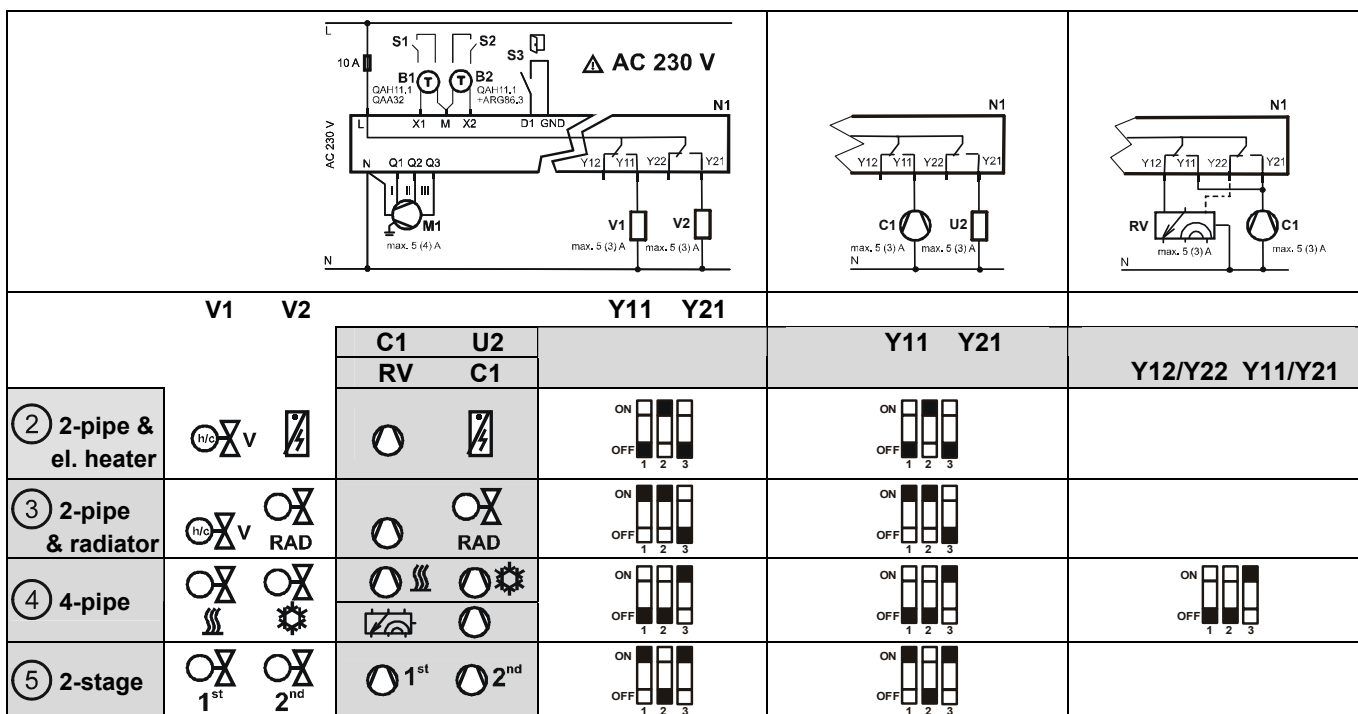 L
10 A
S1 S2
S3
AC 230 V
B1 T T B2
QAH11.1 QAH11.1
QAA32 +ARG86.3
N1
AC 230 V
L X1 M X2 D1 GND
Y12 Y11 Y22 Y21
N Q1 Q2 Q3
I II III
M1
max. 5 (4) A
V1 V2
max. 5 (3) A max. 5 (3) A
N
N1
Y12 Y11 Y22 Y21
C1 U2
max. 5 (3) A max. 5 (3) A
N
N1
Y12 Y11 Y22 Y21
RV C1
max. 5 (3) A max. 5 (3) A
N
V1 V2 Y11 Y21
C1 U2 Y11 Y21
RV C1 Y12/Y22 Y11/Y21
2 2-pipe &
el. heater
h/c V
ON
OFF
1 2 3
ON
OFF
1 2 3
3 2-pipe
& radiator
h/c V
RAD
RAD
ON
OFF
1 2 3
ON
OFF
1 2 3
4 4-pipe
ON
OFF
1 2 3
ON
OFF
1 2 3
ON
OFF
1 2 3
5 2-stage
1st 2nd
1st 2nd
ON
OFF
1 2 3
ON
OFF
1 2 3